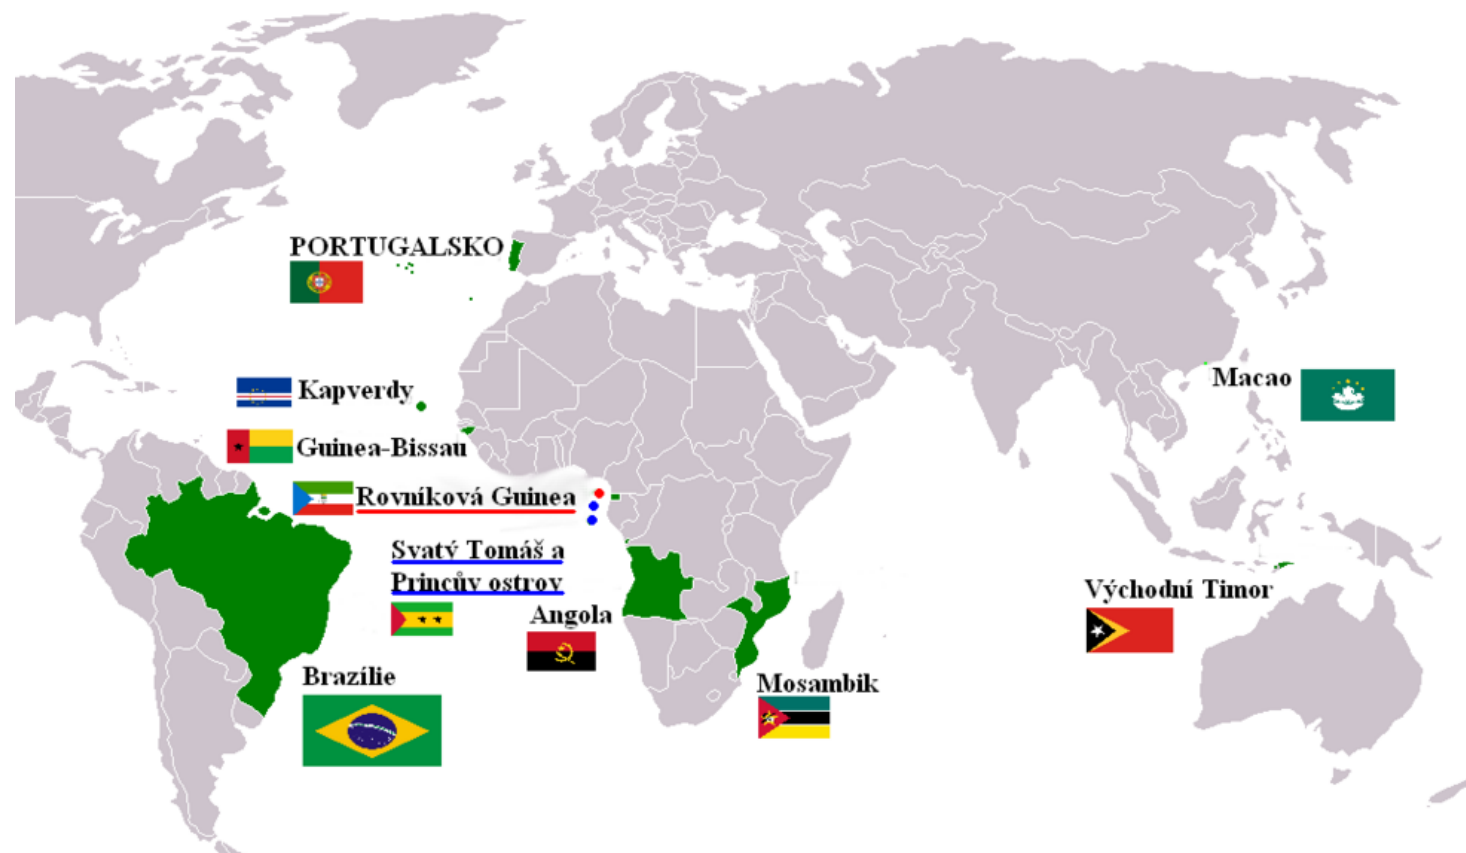 PORTUGALSKO
Kapverdy
Macao
Guinea-Bissau
Rovníková Guinea
Svatý Tomáš a
Princův ostrov
Východní Timor
Angola
Brazílie
Mosambik